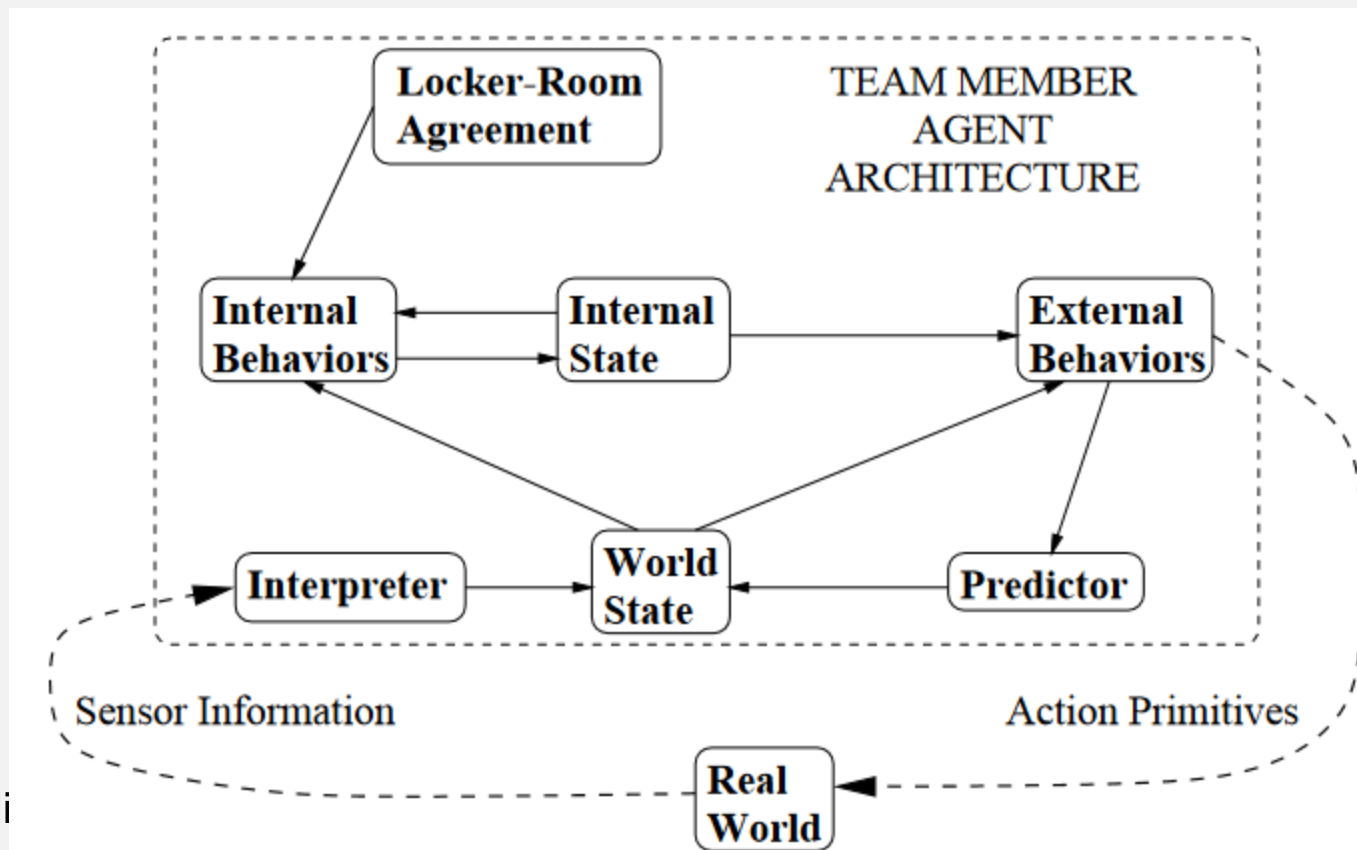 Locker-Room
Agreement
TEAM MEMBER
AGENT
ARCHITECTURE
Internal
Behaviors
Internal
State
External
Behaviors
Interpreter
World
State
Predictor
Sensor Information
Action Primitives
Real
World